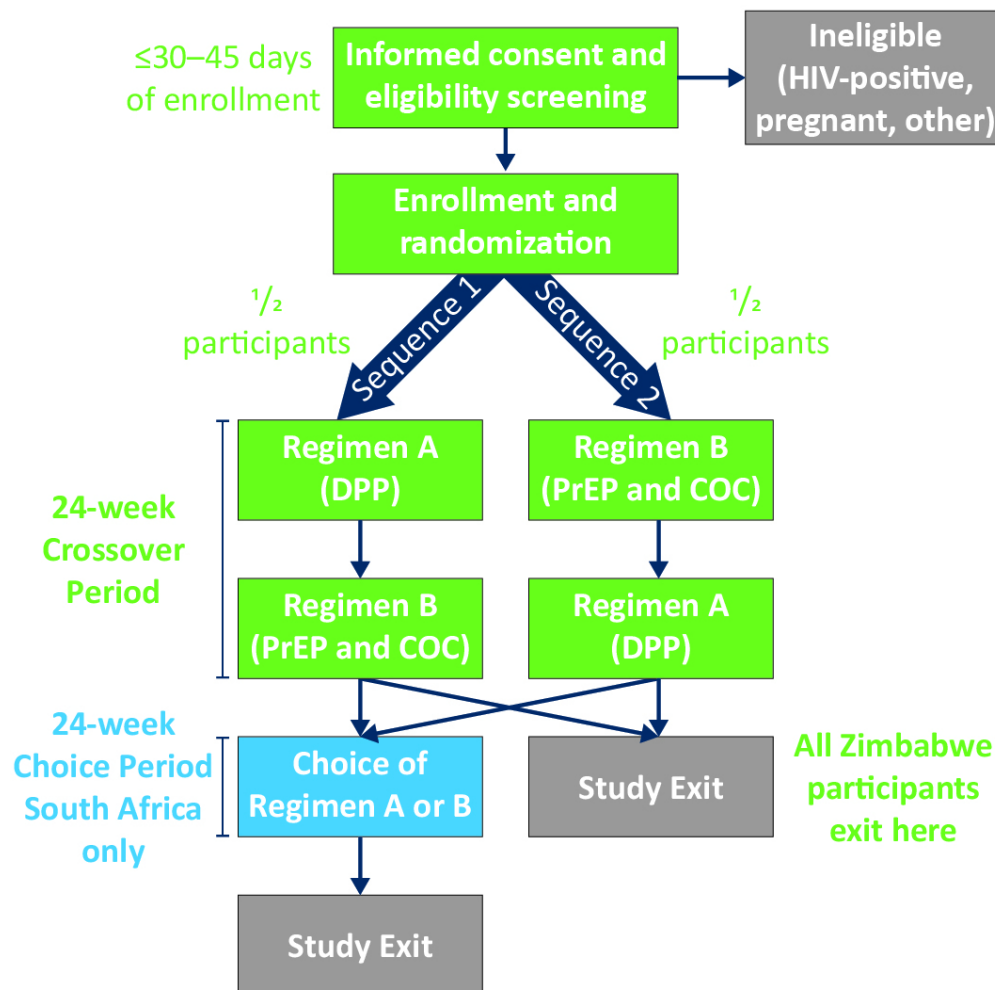 ≤30–45 days
of enrollment
Informed consent and
eligibility screening
Ineligible
(HIV-positive,
pregnant, other)
Enrollment and
randomization
½
participants
Sequence 1
Sequence 2
½
participants
24-week
Crossover
Period
Regimen A
(DPP)
Regimen B
(PrEP and COC)
Regimen B
(PrEP and COC)
Regimen A
(DPP)
24-week
Choice Period
South Africa
only
Choice of
Regimen A or B
Study Exit
All Zimbabwe
participants
exit here
Study Exit